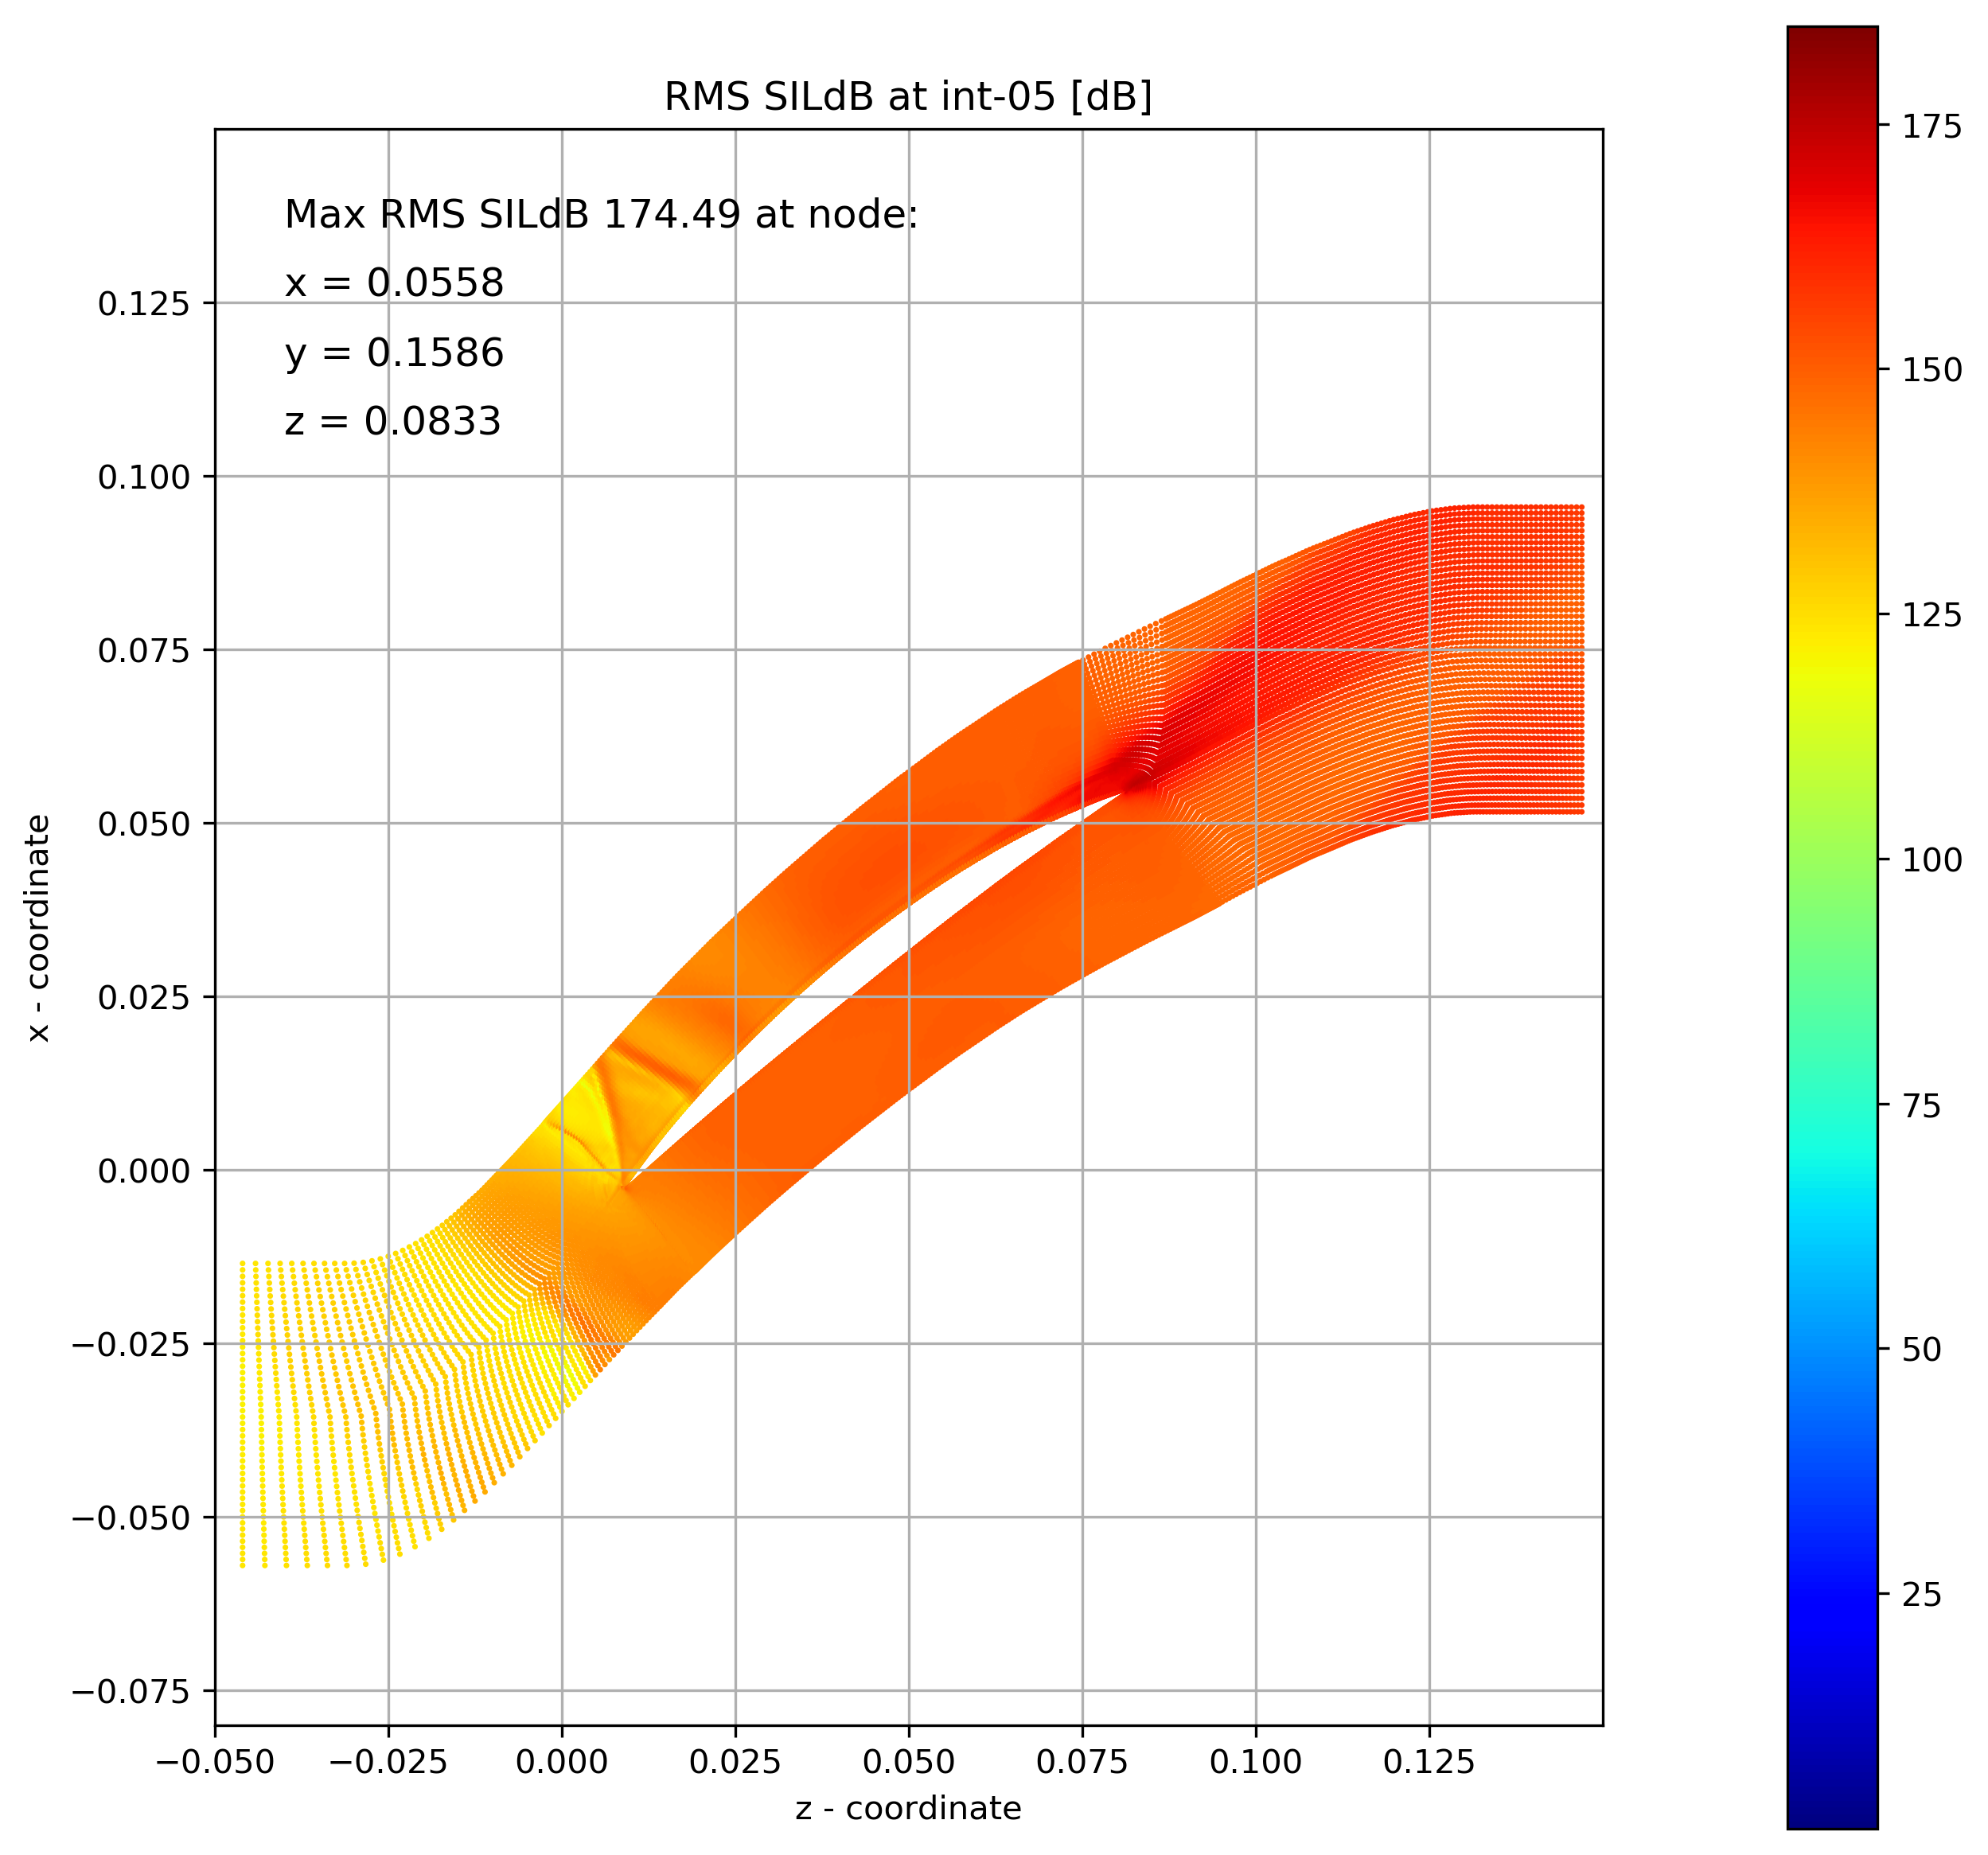 RMS SILdB at int-05 [dB]
Max RMS SILdB 174.49 at node:
x = 0.0558
y = 0.1586
z = 0.0833
x - coordinate
0.125
0.100
0.075
0.050
0.025
0.000
−0.025
−0.050
−0.075
−0.050 −0.025 0.000 0.025 0.050 0.075 0.100 0.125
z - coordinate
175
150
125
100
75
50
25